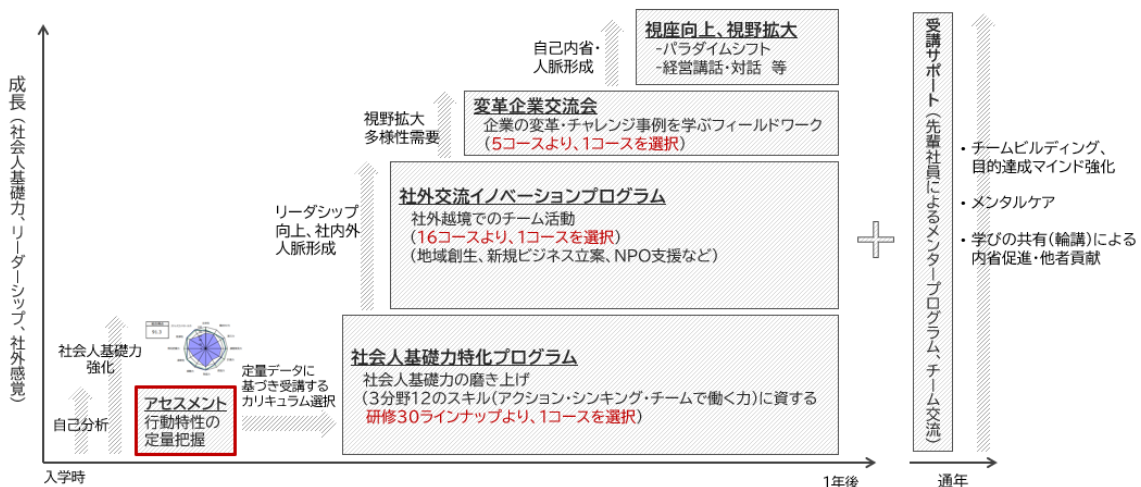 成長（社会人基礎力、リーダーシップ、社外感覚）
視座向上、視野拡大
-パラダイムシフト
-経営講話・対話　等
自己内省・
人脈形成
変革企業交流会
企業の変革・チャレンジ事例を学ぶフィールドワーク
（5コースより、1コースを選択）
視野拡大
多様性需要
社外交流イノベーションプログラム
社外越境でのチーム活動
（16コースより、1コースを選択）
（地域創生、新規ビジネス立案、NPO支援など）
リーダシップ
向上、社内外
人脈形成
社会人基礎力特化プログラム
社会人基礎力の磨き上げ
（3分野12のスキル(アクション・シンキング・チームで働く力)に資する
研修30ラインナップより、1コースを選択）
社会人基礎力
強化
自己分析
アセスメント
行動特性の
定量把握
定量データに
基づき受講する
カリキュラム選択
入学時
1年後
受講サポート（先輩社員によるメンタープログラム、チーム交流）
・チームビルディング、
目的達成マインド強化
・メンタルケア
・学びの共有(輪講)による
内省促進・他者貢献
通年